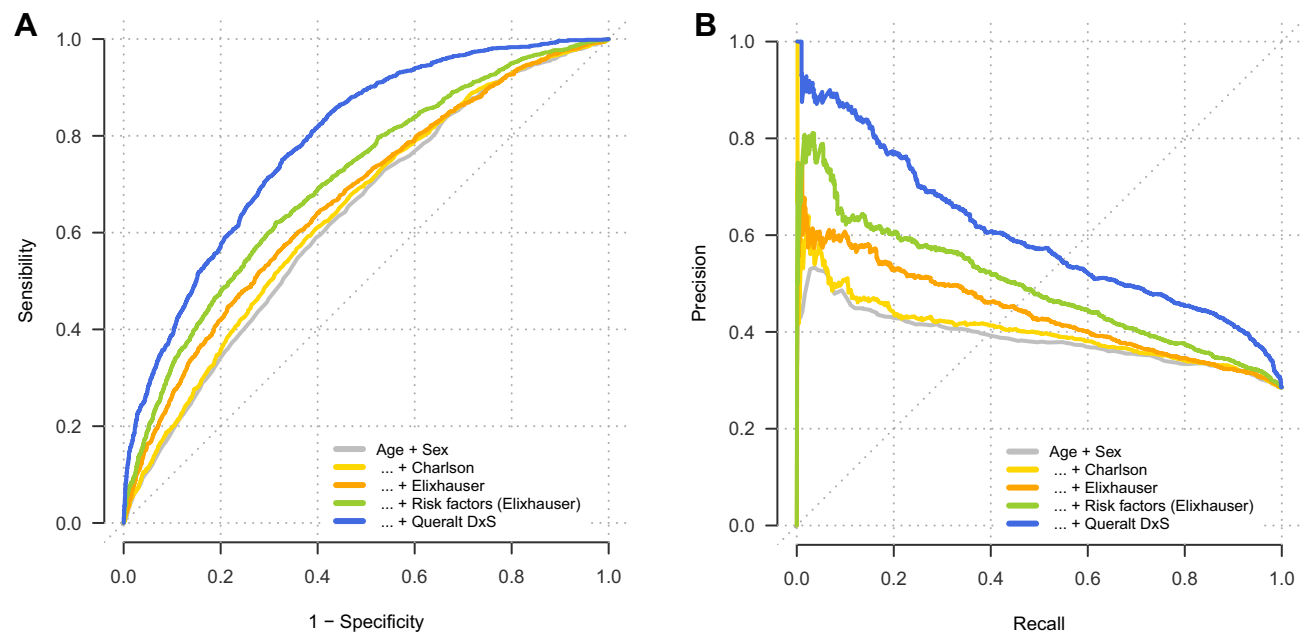 A
1.0
0.8
0.6
0.4
0.2
0.0
Sensibility
Age + Sex
... + Charlson
... + Elixhauser
... + Risk factors (Elixhauser)
... + Queralt DxS
0.0 0.2 0.4 0.6 0.8 1.0
1 − Specificity
B
1.0
0.8
0.6
0.4
0.2
0.0
Precision
Age + Sex
... + Charlson
... + Elixhauser
... + Risk factors (Elixhauser)
... + Queralt DxS
0.0 0.2 0.4 0.6 0.8 1.0
Recall